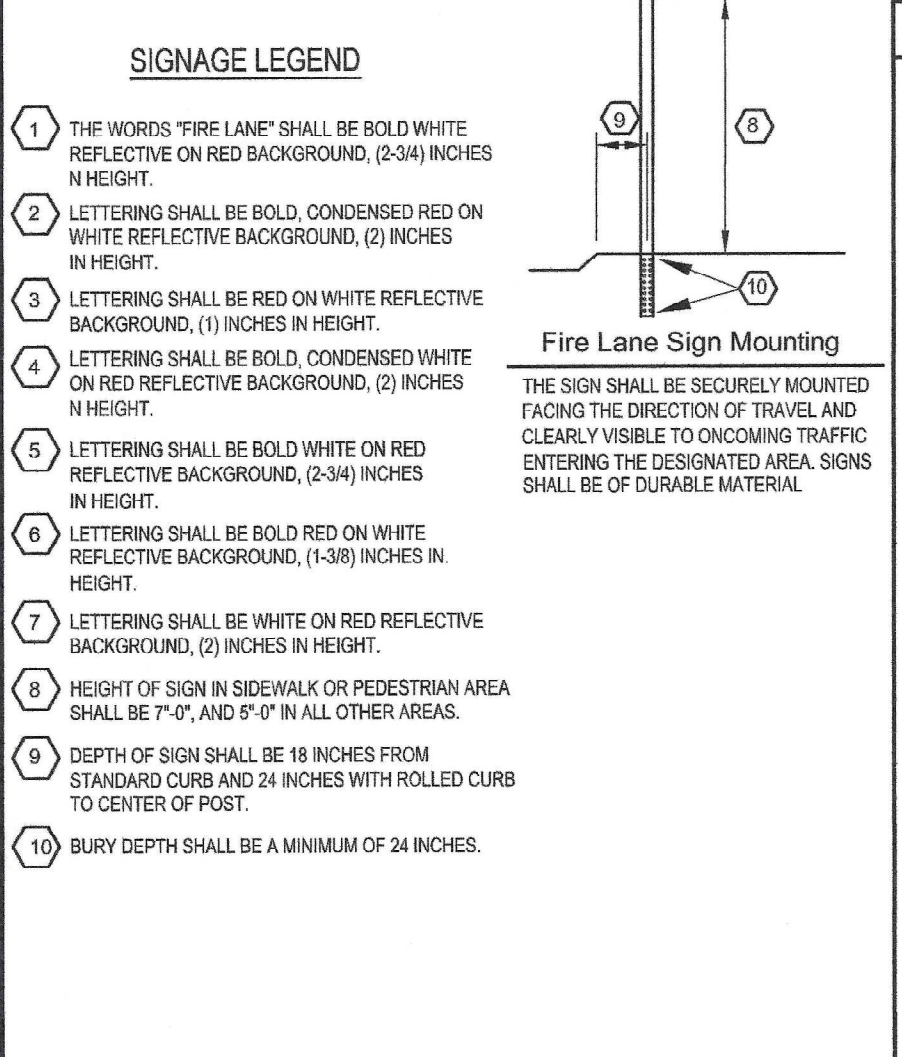 SIGNAGE LEGEND
1 THE WORDS "FIRE LANE" SHALL BE BOLD WHITE
REFLECTIVE ON RED BACKGROUND, (2-3/4) INCHES
N HEIGHT.
2 LETTERING SHALL BE BOLD, CONDENSED RED ON
WHITE REFLECTIVE BACKGROUND, (2) INCHES
IN HEIGHT.
3 LETTERING SHALL BE RED ON WHITE REFLECTIVE
BACKGROUND, (1) INCHES IN HEIGHT.
4 LETTERING SHALL BE BOLD, CONDENSED WHITE
ON RED REFLECTIVE BACKGROUND, (2) INCHES
N HEIGHT.
5 LETTERING SHALL BE BOLD WHITE ON RED
REFLECTIVE BACKGROUND, (2-3/4) INCHES
IN HEIGHT.
6 LETTERING SHALL BE BOLD RED ON WHITE
REFLECTIVE BACKGROUND, (1-3/8) INCHES IN.
HEIGHT.
7 LETTERING SHALL BE WHITE ON RED REFLECTIVE
BACKGROUND, (2) INCHES IN HEIGHT.
8 HEIGHT OF SIGN IN SIDEWALK OR PEDESTRIAN AREA
SHALL BE 7"-0", AND 5"-0" IN ALL OTHER AREAS.
9 DEPTH OF SIGN SHALL BE 18 INCHES FROM
STANDARD CURB AND 24 INCHES WITH ROLLED CURB
TO CENTER OF POST.
10 BURY DEPTH SHALL BE A MINIMUM OF 24 INCHES.
9
8
10
Fire Lane Sign Mounting
THE SIGN SHALL BE SECURELY MOUNTED
FACING THE DIRECTION OF TRAVEL AND
CLEARLY VISIBLE TO ONCOMING TRAFFIC
ENTERING THE DESIGNATED AREA. SIGNS
SHALL BE OF DURABLE MATERIAL